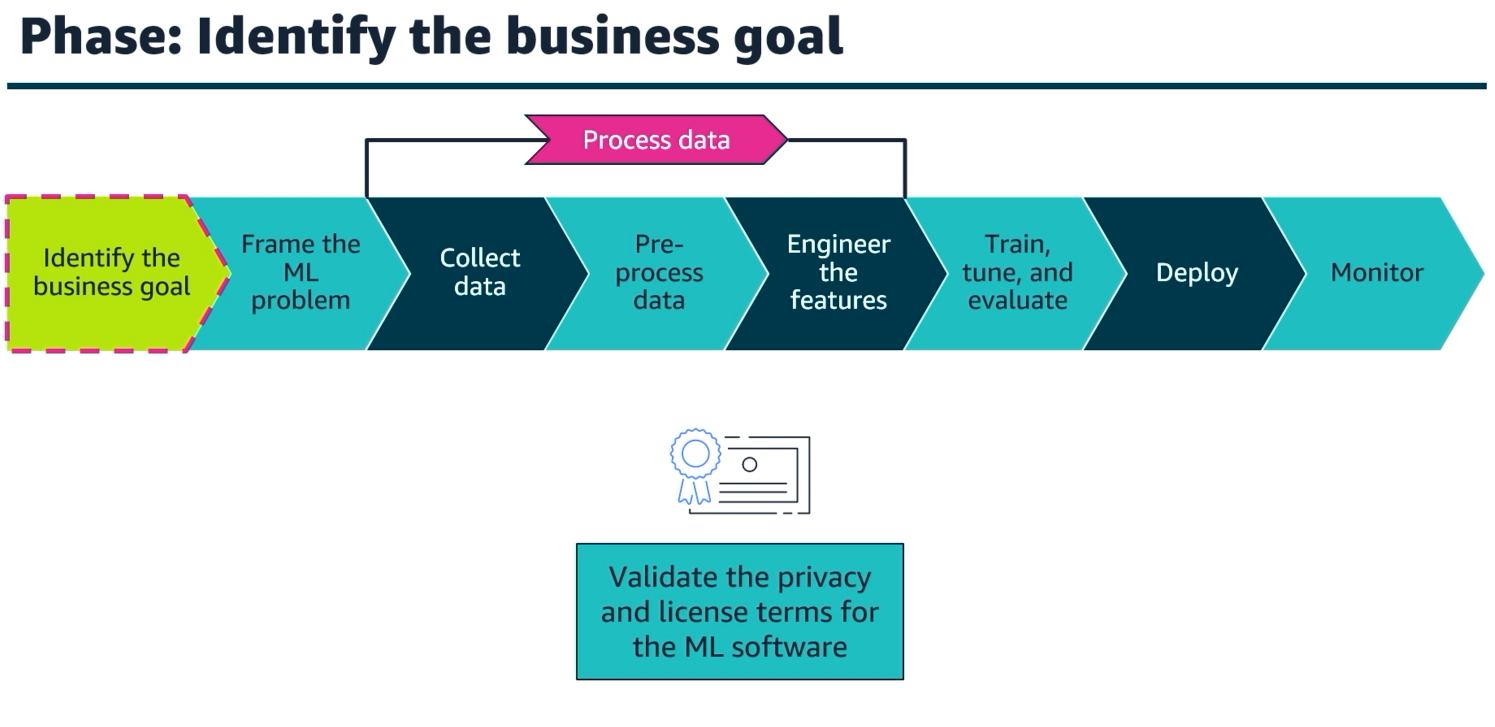 Phase: Identify the business goal
Process data
Identify the
business goal
Frame the
ML
problem
Collect
data
Pre-
process
data
Engineer
the
features
Train,
tune, and
evaluate
Deploy
Monitor
Validate the privacy
and license terms for
the ML software